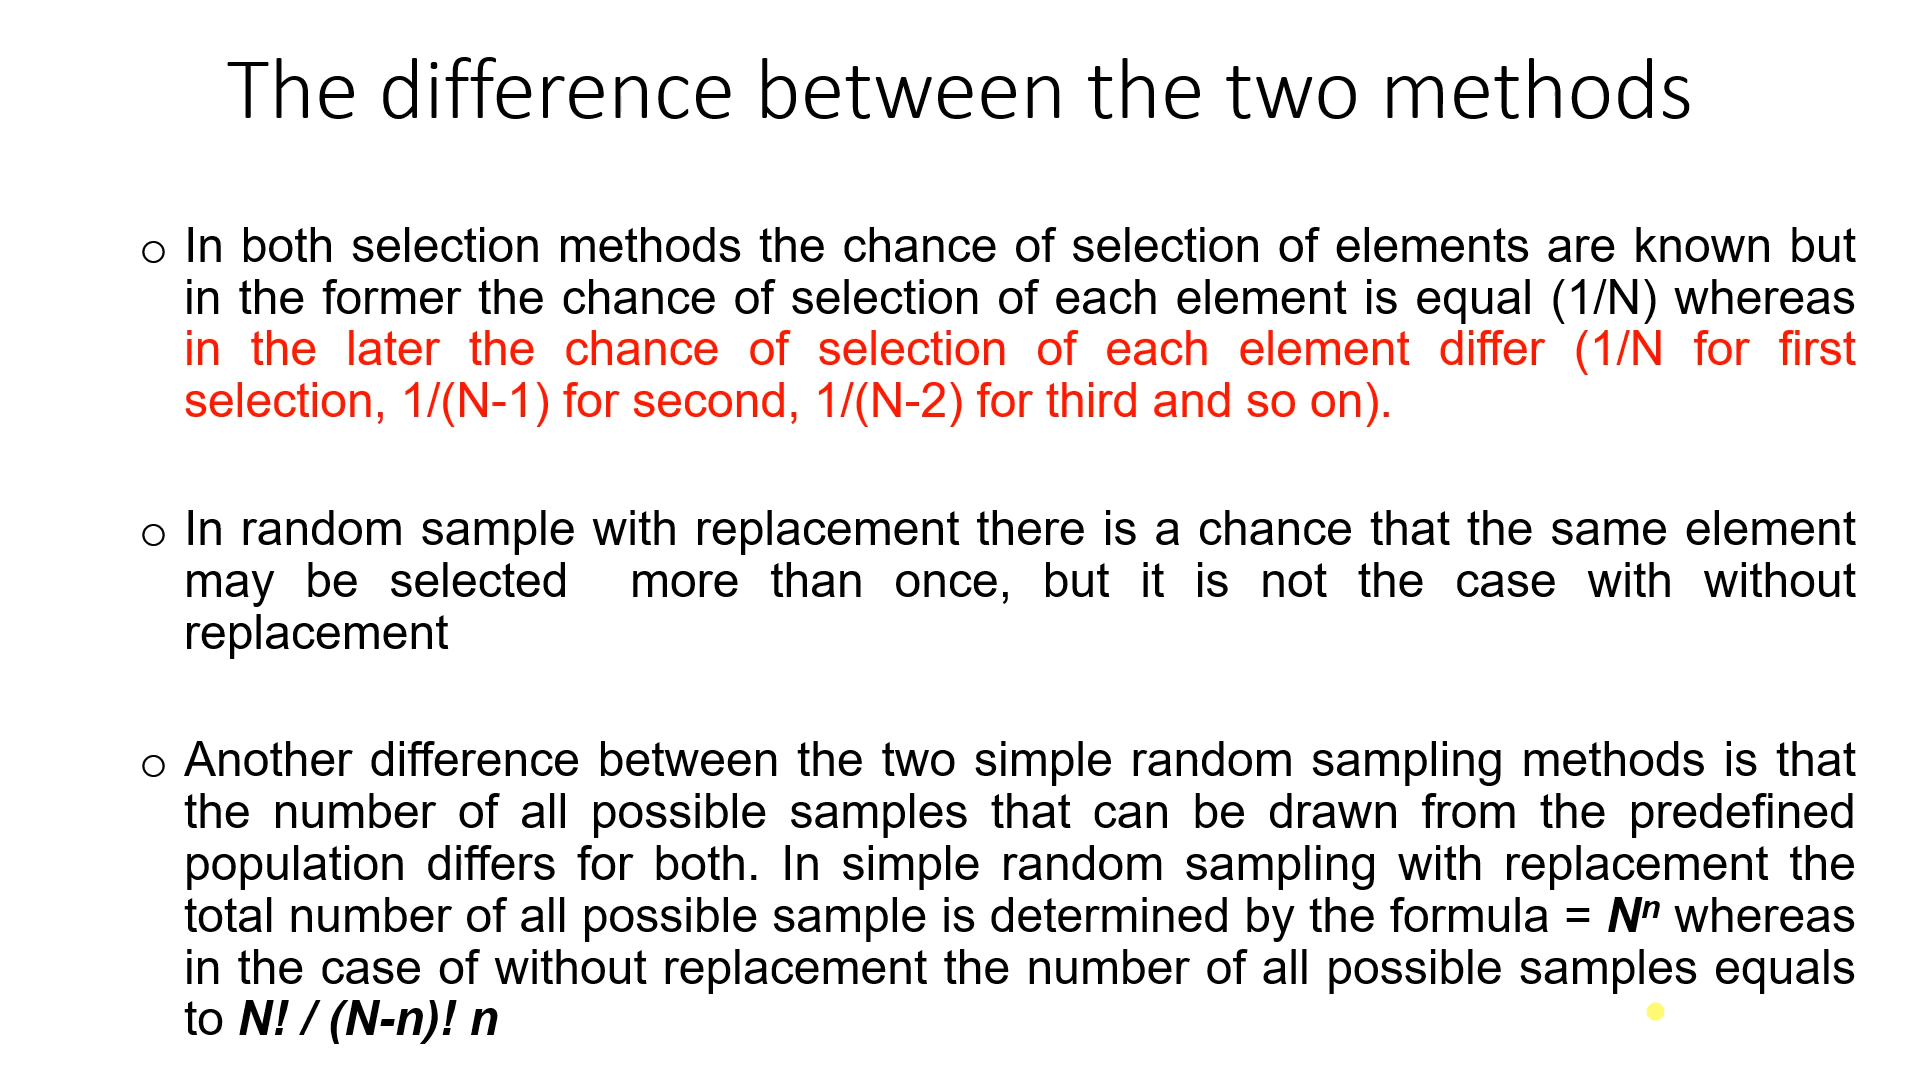 The difference between the two methods
o In both selection methods the chance of selection of elements are known but
in the former the chance of selection of each element is equal (1/N) whereas
in the later the chance of selection of each element differ (1/N for first
selection, 1/(N-1) for second, 1/(N-2) for third and so on).
o In random sample with replacement there is a chance that the same element
may be selected more than once, but it is not the case with without
replacement
o Another difference between the two simple random sampling methods is that
the number of all possible samples that can be drawn from the predefined
population differs for both. In simple random sampling with replacement the
total number of all possible sample is determined by the formula = Nⁿ whereas
in the case of without replacement the number of all possible samples equals
to N! / (N-n)! n